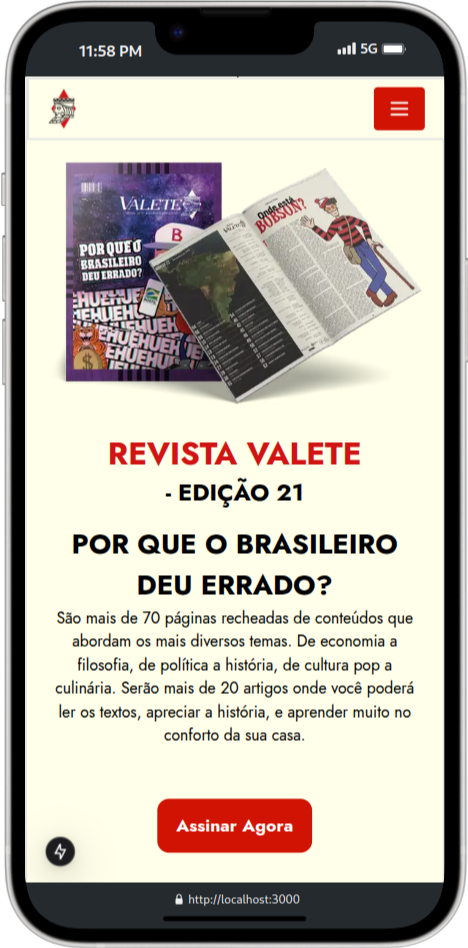 11:58 PM
5G
VALETE
POR QUE O
BRASILEIRO
DEU ERRADO?
B
Onde está
BOBSON?
REVISTA VALETE
- EDIÇÃO 21
POR QUE O BRASILEIRO
DEU ERRADO?
São mais de 70 páginas recheadas de conteúdos que
abordam os mais diversos temas. De economia a
filosofia, de política a história, de cultura pop a
culinária. Serão mais de 20 artigos onde você poderá
ler os textos, apreciar a história, e aprender muito no
conforto da sua casa.
Assinar Agora
http://localhost:3000